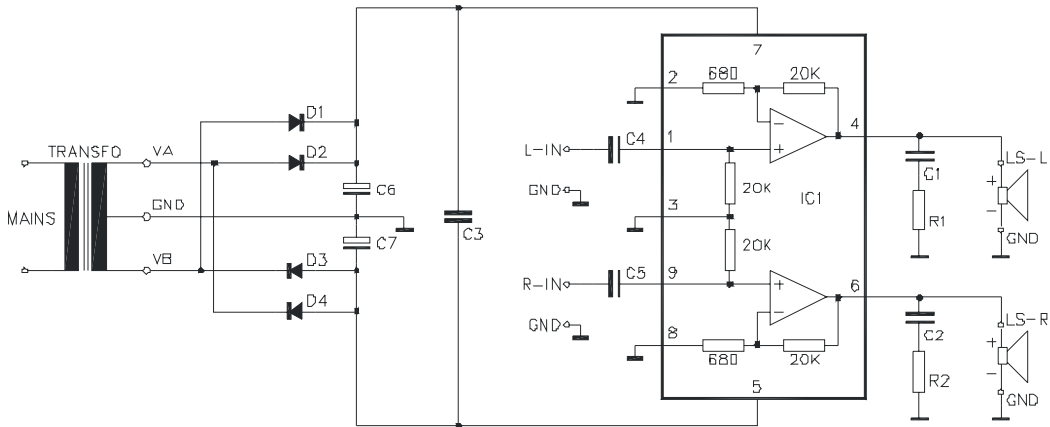 7
2
680
20K
D1
4
TRANSFO
VA
D2
L-IN
C4
1
LS-L
C6
20K
C1
+
GND
GND
IC1
MAINS
3
R1
-
C7
C3
GND
20K
VB
D3
R-IN
C5
9
6
D4
GND
8
LS-R
C2
+
680
20K
R2
-
5
GND